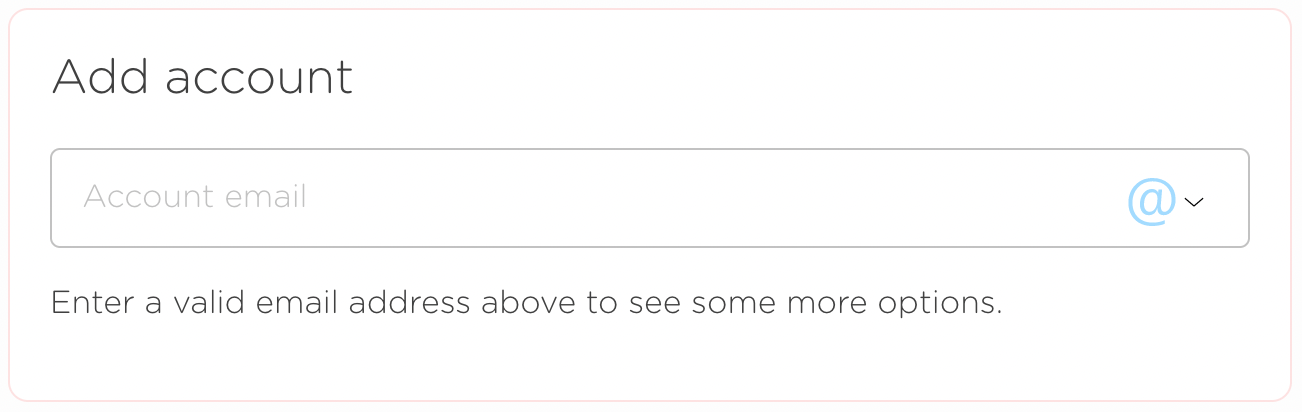 Add account
Account email @
Enter a valid email address above to see some more options.